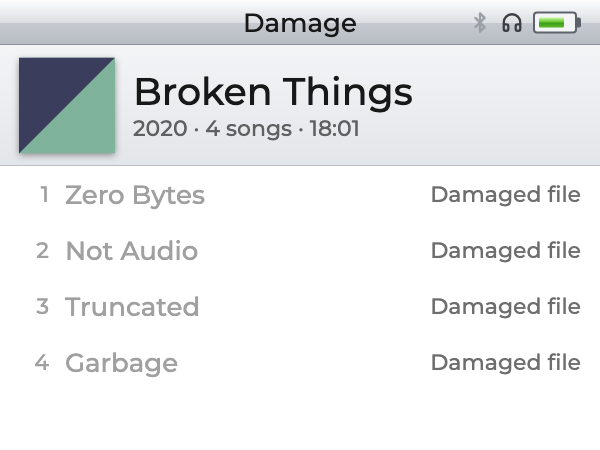 Damage
Broken Things
2020 · 4 songs · 18:01
1 Zero Bytes Damaged file
2 Not Audio Damaged file
3 Truncated Damaged file
4 Garbage Damaged file